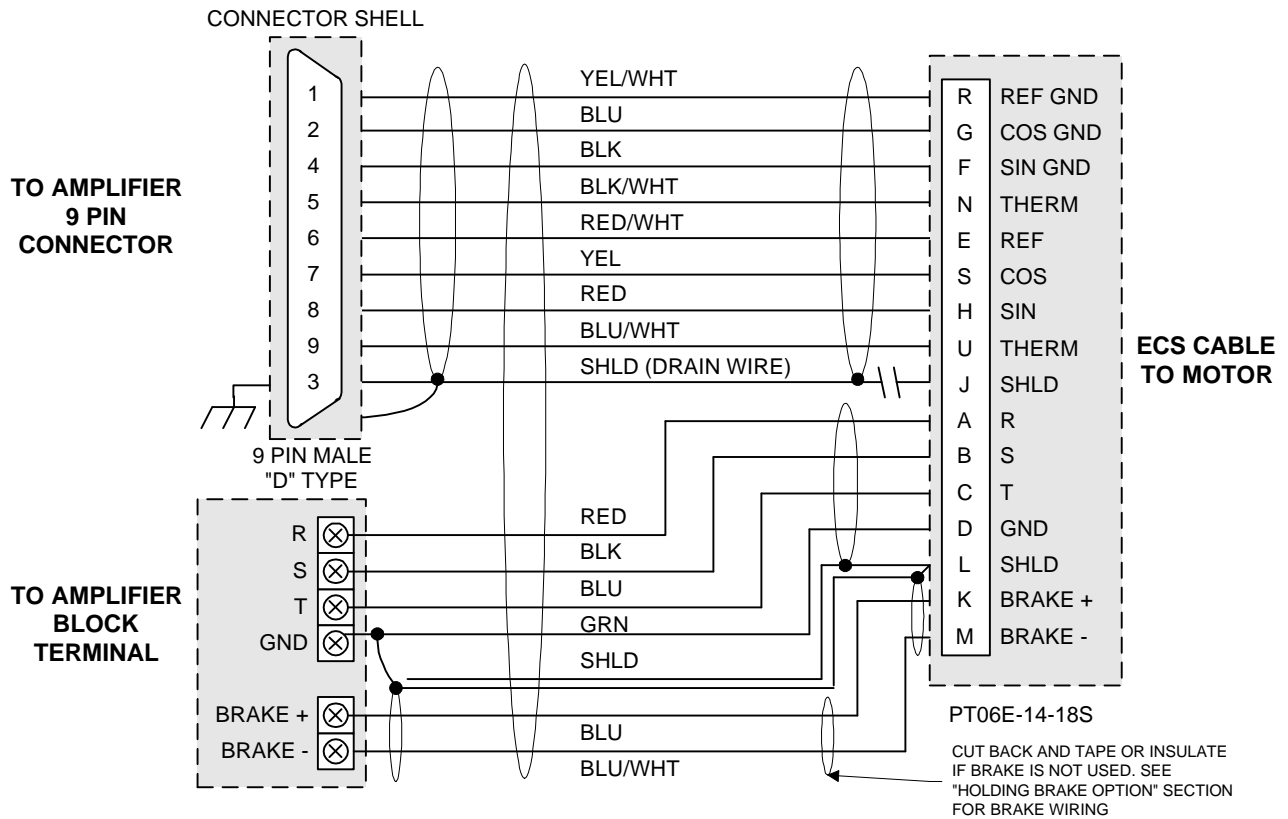 CONNECTOR SHELL
TO AMPLIFIER
9 PIN
CONNECTOR
1
2
4
5
6
7
8
9
3
9 PIN MALE
"D" TYPE
YEL/WHT
BLU
BLK
BLK/WHT
RED/WHT
YEL
RED
BLU/WHT
SHLD (DRAIN WIRE)
R REF GND
G COS GND
F SIN GND
N THERM
E REF
S COS
H SIN
U THERM
J SHLD
A R
B S
C T
D GND
L SHLD
K BRAKE +
M BRAKE -
ECS CABLE
TO MOTOR
PT06E-14-18S
TO AMPLIFIER
BLOCK
TERMINAL
R
S
T
GND
BRAKE +
BRAKE -
RED
BLK
BLU
GRN
SHLD
BLU
BLU/WHT
CUT BACK AND TAPE OR INSULATE
IF BRAKE IS NOT USED. SEE
"HOLDING BRAKE OPTION" SECTION
FOR BRAKE WIRING